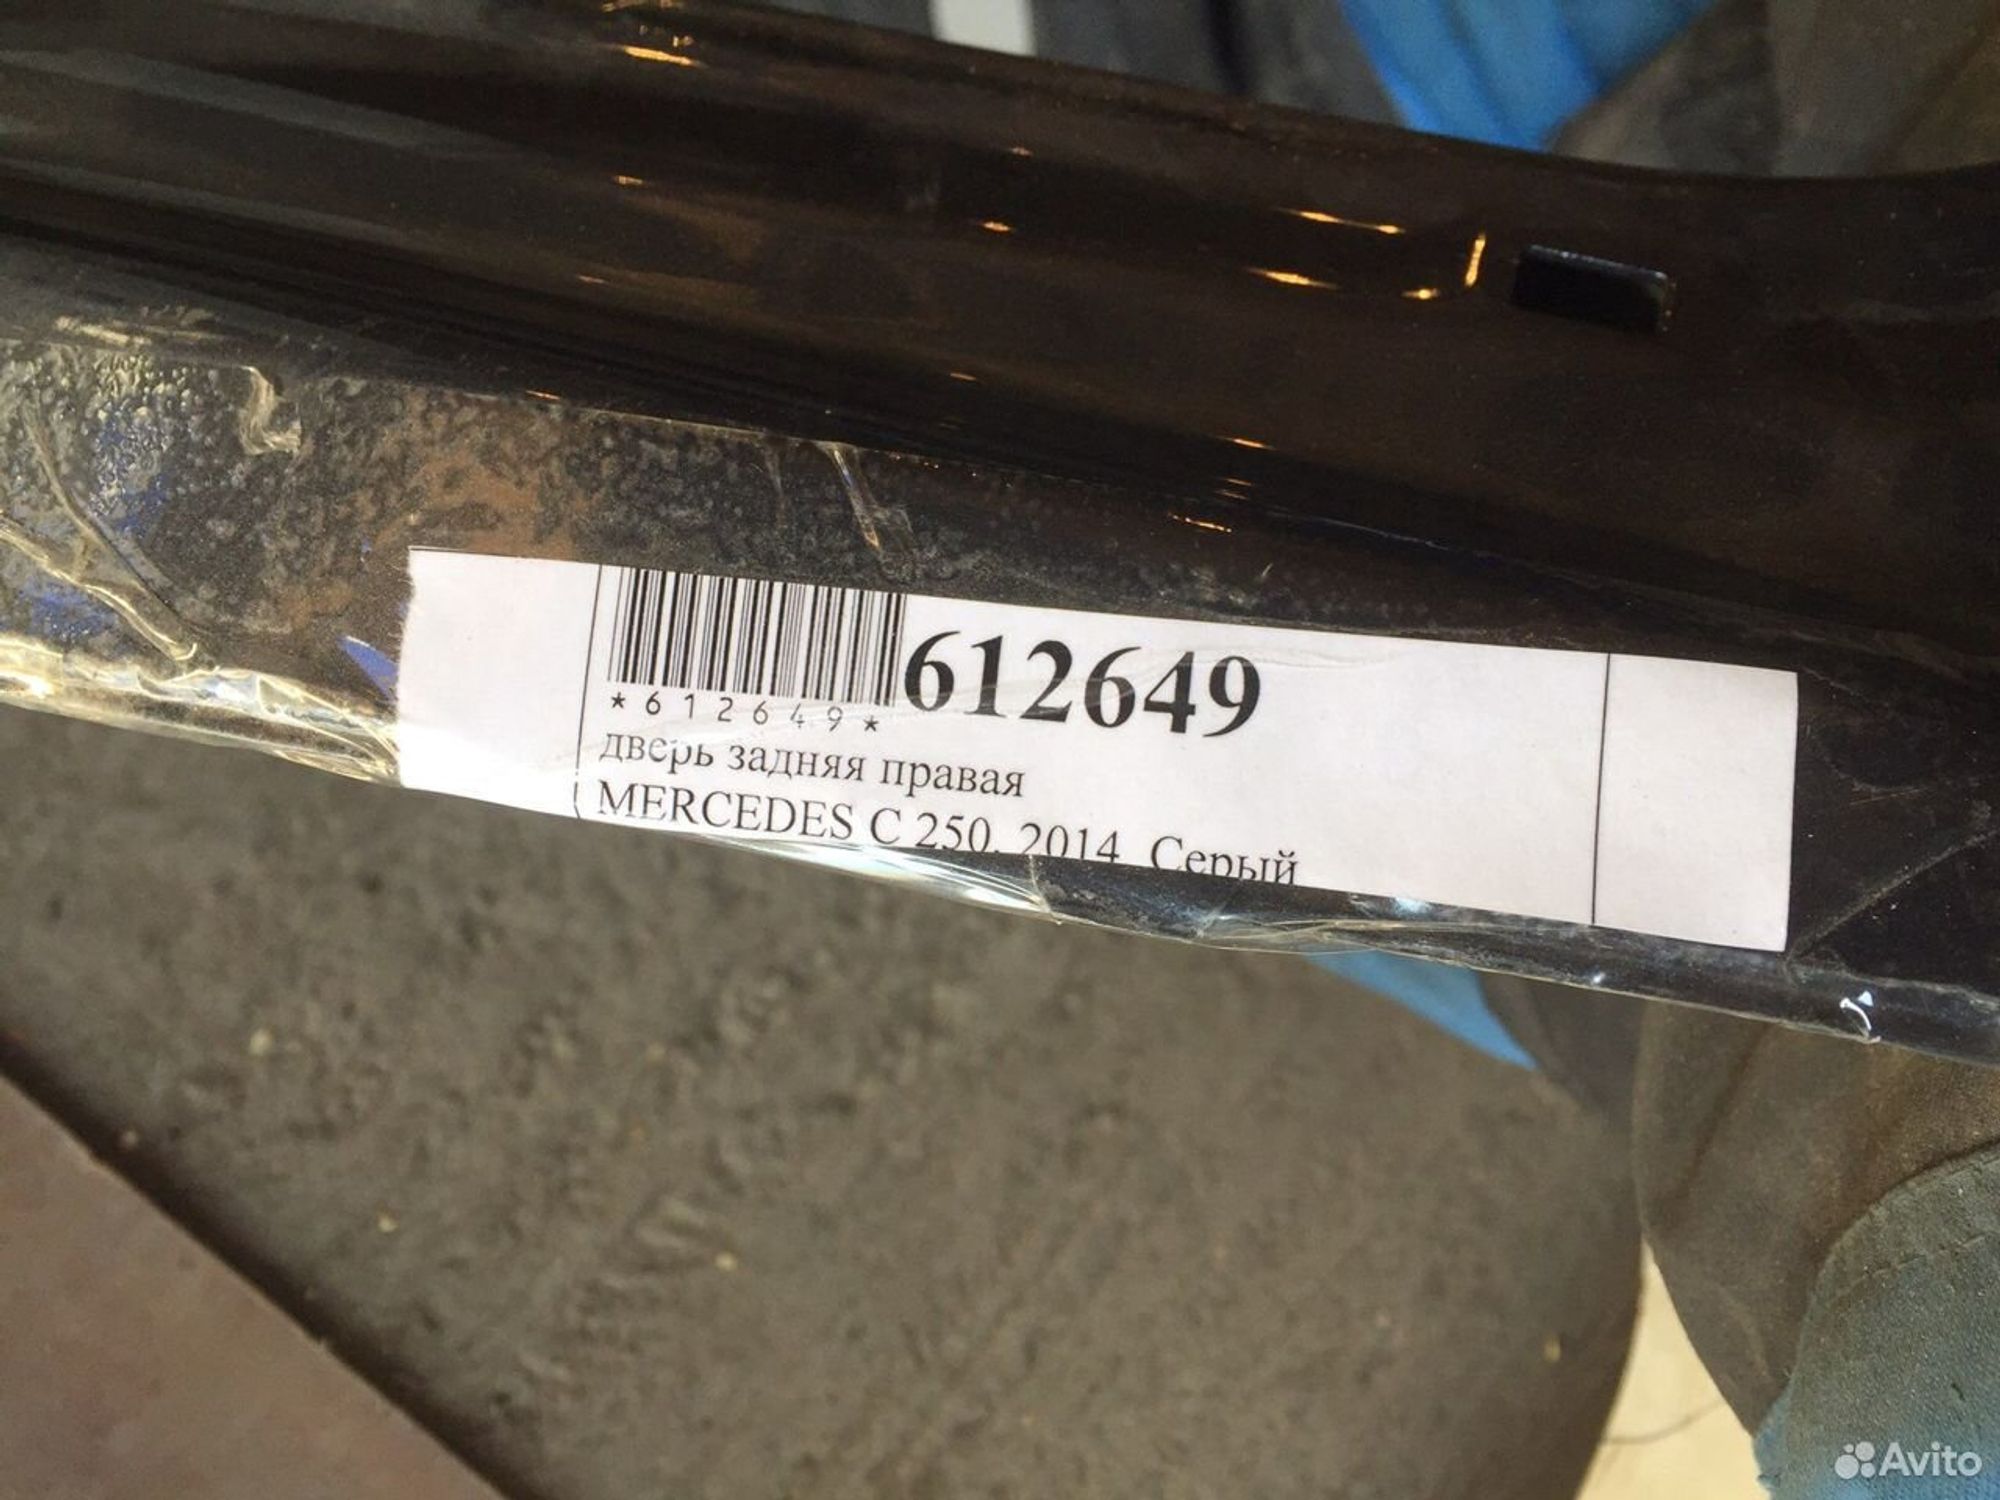 612649
*612649*
дверь задняя правая
MERCEDES C 250, 2014, Серый
Avito